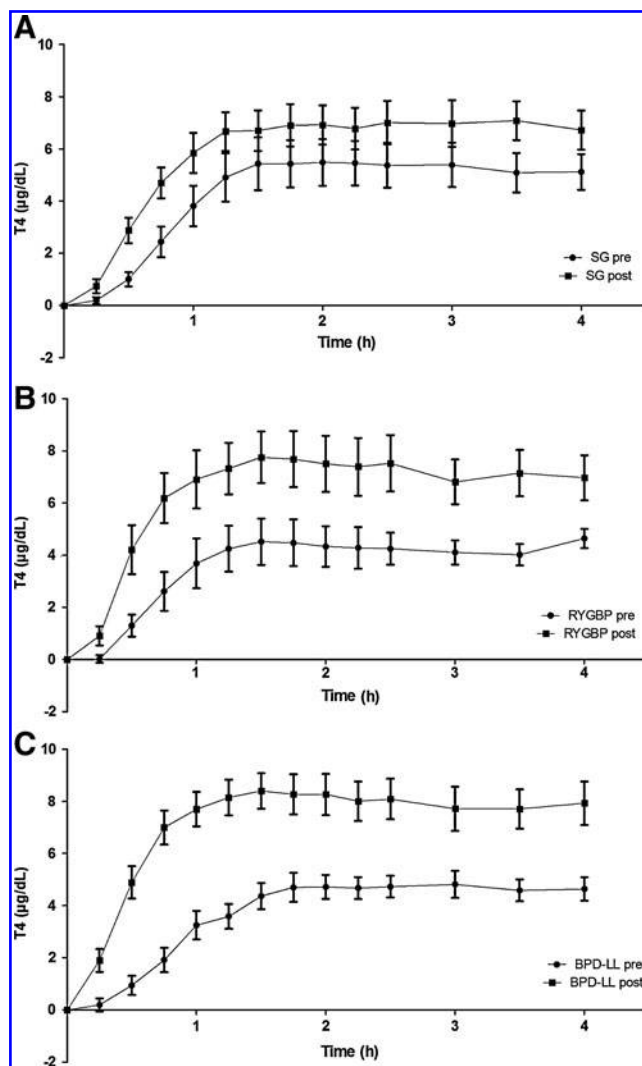 A
10
8
6
4
2
0
-2
T4 (µg/dL)
1
2
3
4
Time (h)
SG pre
SG post
B
10
8
6
4
2
0
-2
T4 (µg/dL)
1
2
3
4
Time (h)
RYGBP pre
RYGBP post
C
10
8
6
4
2
0
-2
T4 (µg/dL)
1
2
3
4
Time (h)
BPD-LL pre
BPD-LL post